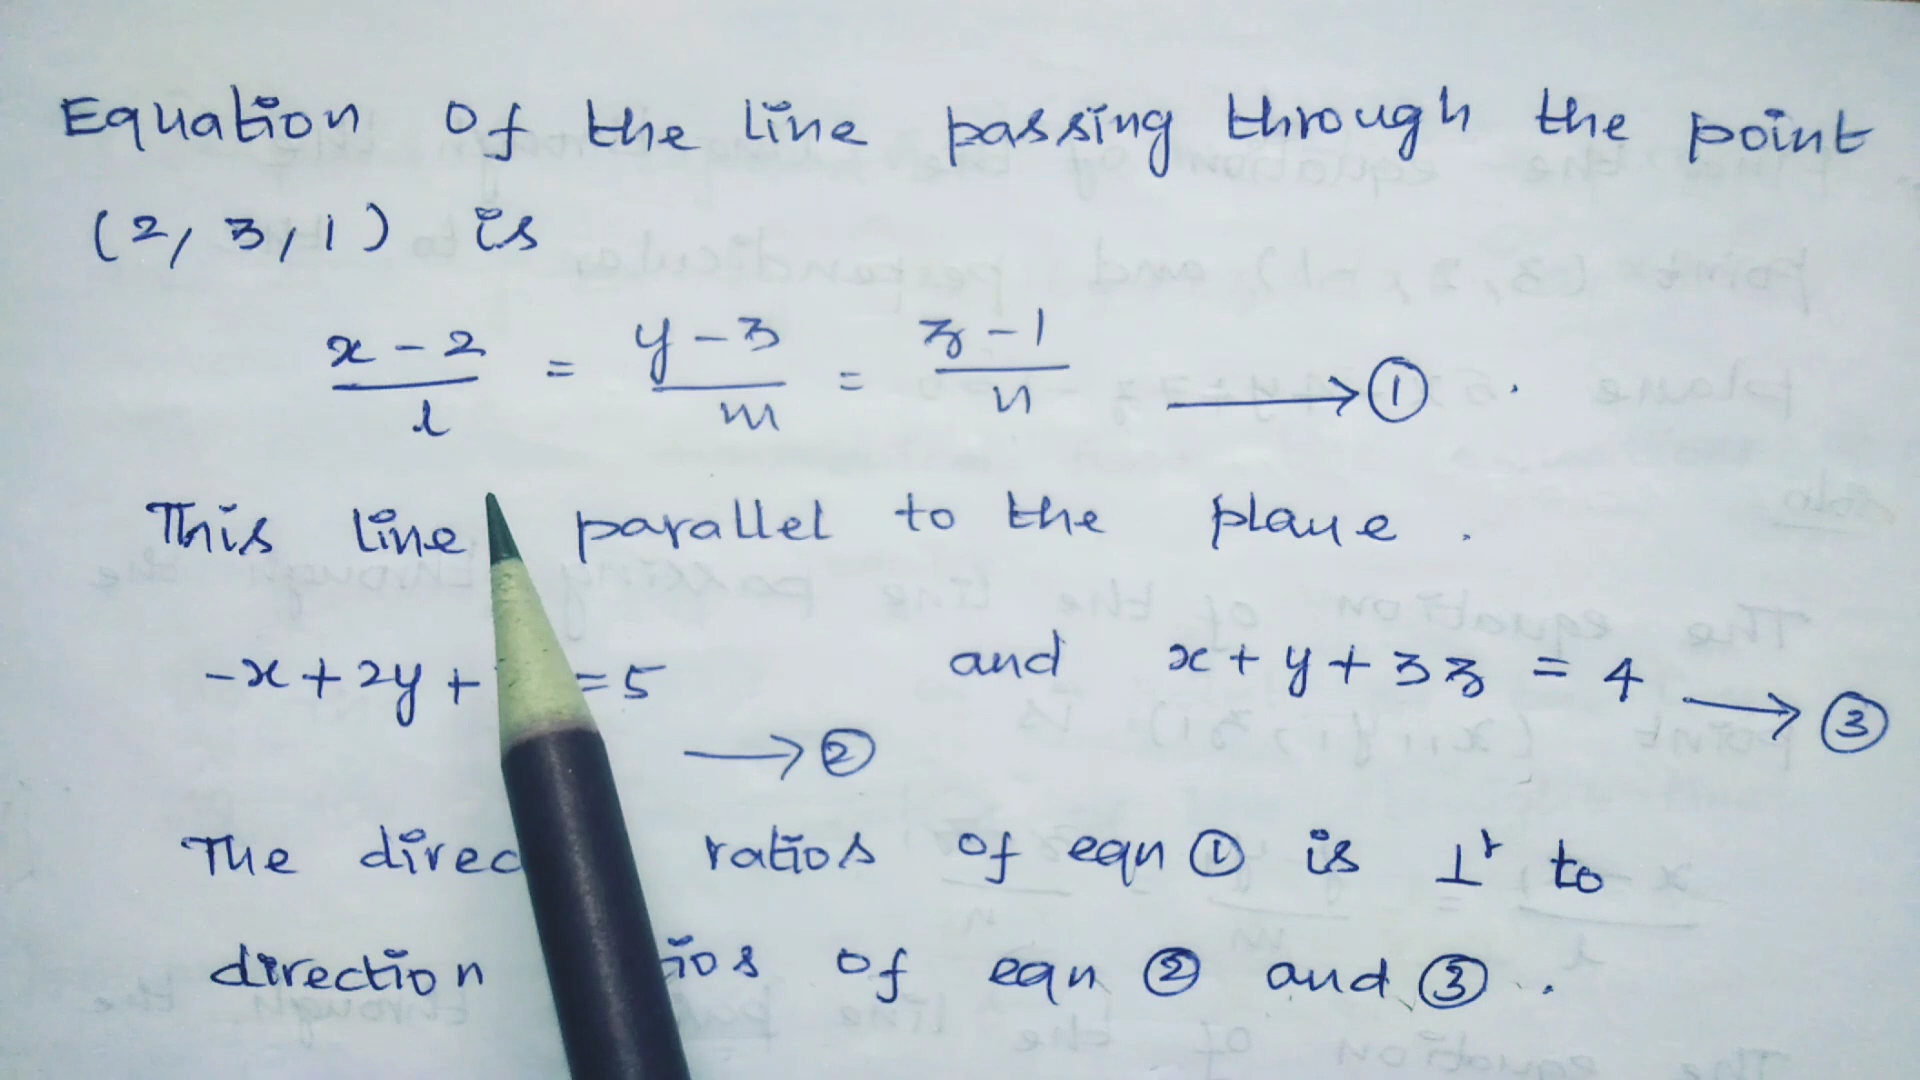 Equation of the line passing through the point
(2, 3, 1) is
x - 2 / l = y - 3 / m = z - 1 / n → ①
This line parallel to the plane.
-x + 2y + = 5 → ② and x + y + 3z = 4 → ③
The ratios of eqn ① is ⊥r to
direction of eqn ② and ③.